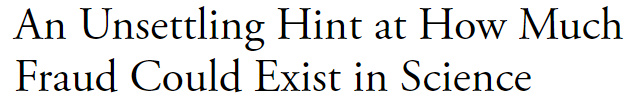 An Unsettling Hint at How Much
Fraud Could Exist in Science